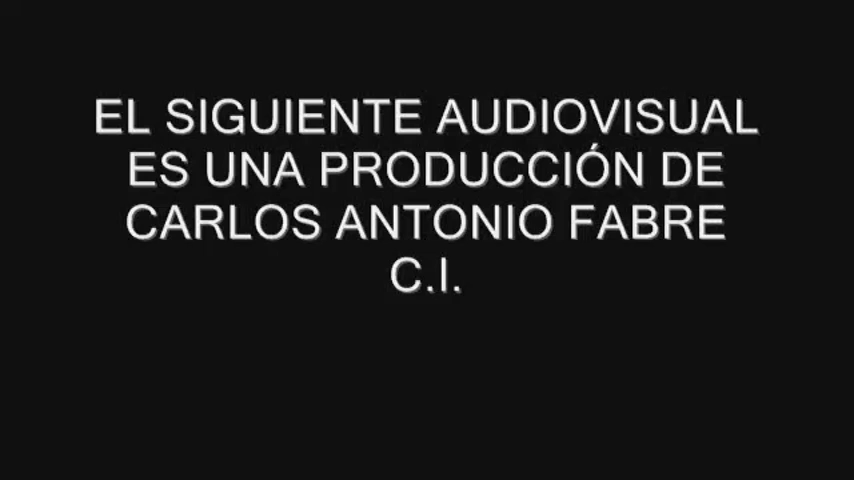 EL SIGUIENTE AUDIOVISUAL
ES UNA PRODUCCIÓN DE
CARLOS ANTONIO FABRE
C.I.